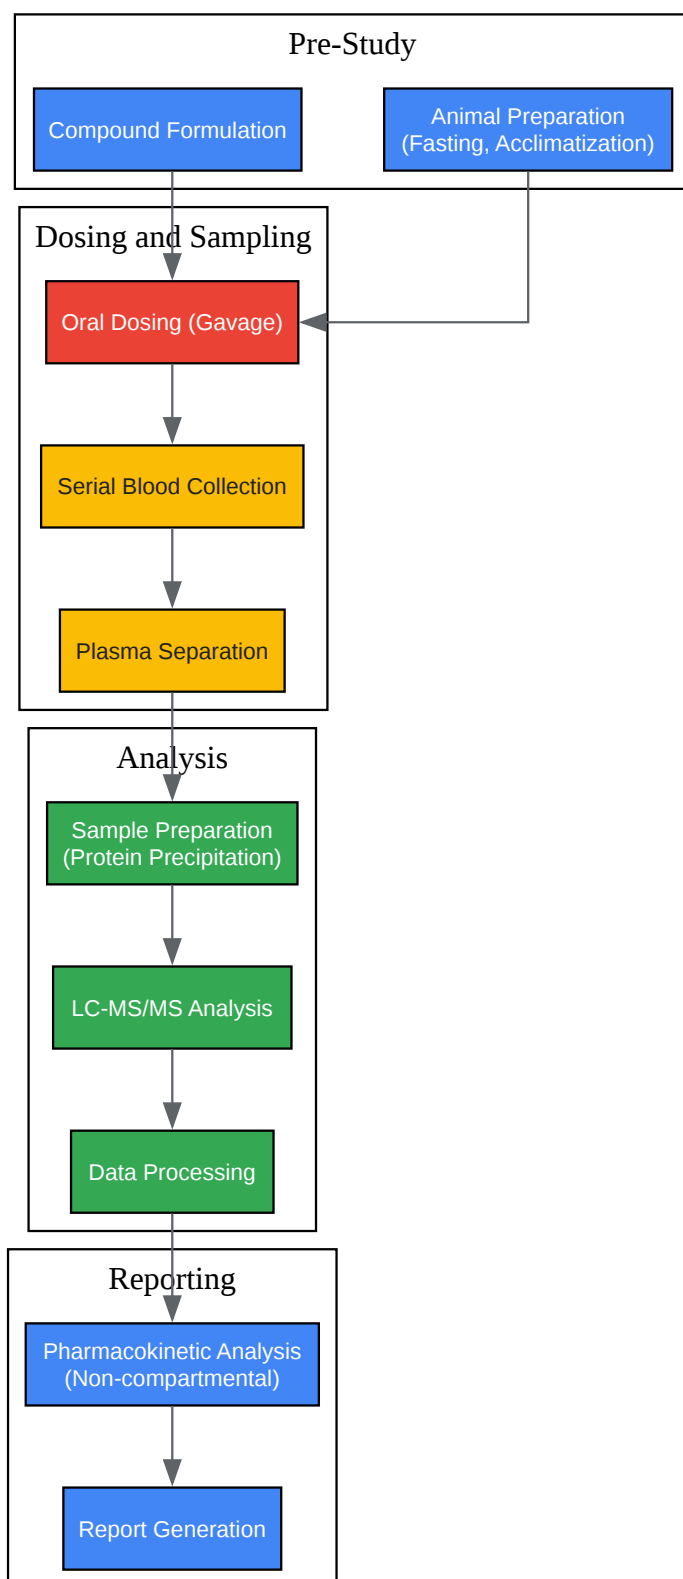 Pre-Study
Compound Formulation
Animal Preparation
(Fasting, Acclimatization)
Dosing and Sampling
Oral Dosing (Gavage)
Serial Blood Collection
Plasma Separation
Analysis
Sample Preparation
(Protein Precipitation)
LC-MS/MS Analysis
Data Processing
Reporting
Pharmacokinetic Analysis
(Non-compartmental)
Report Generation